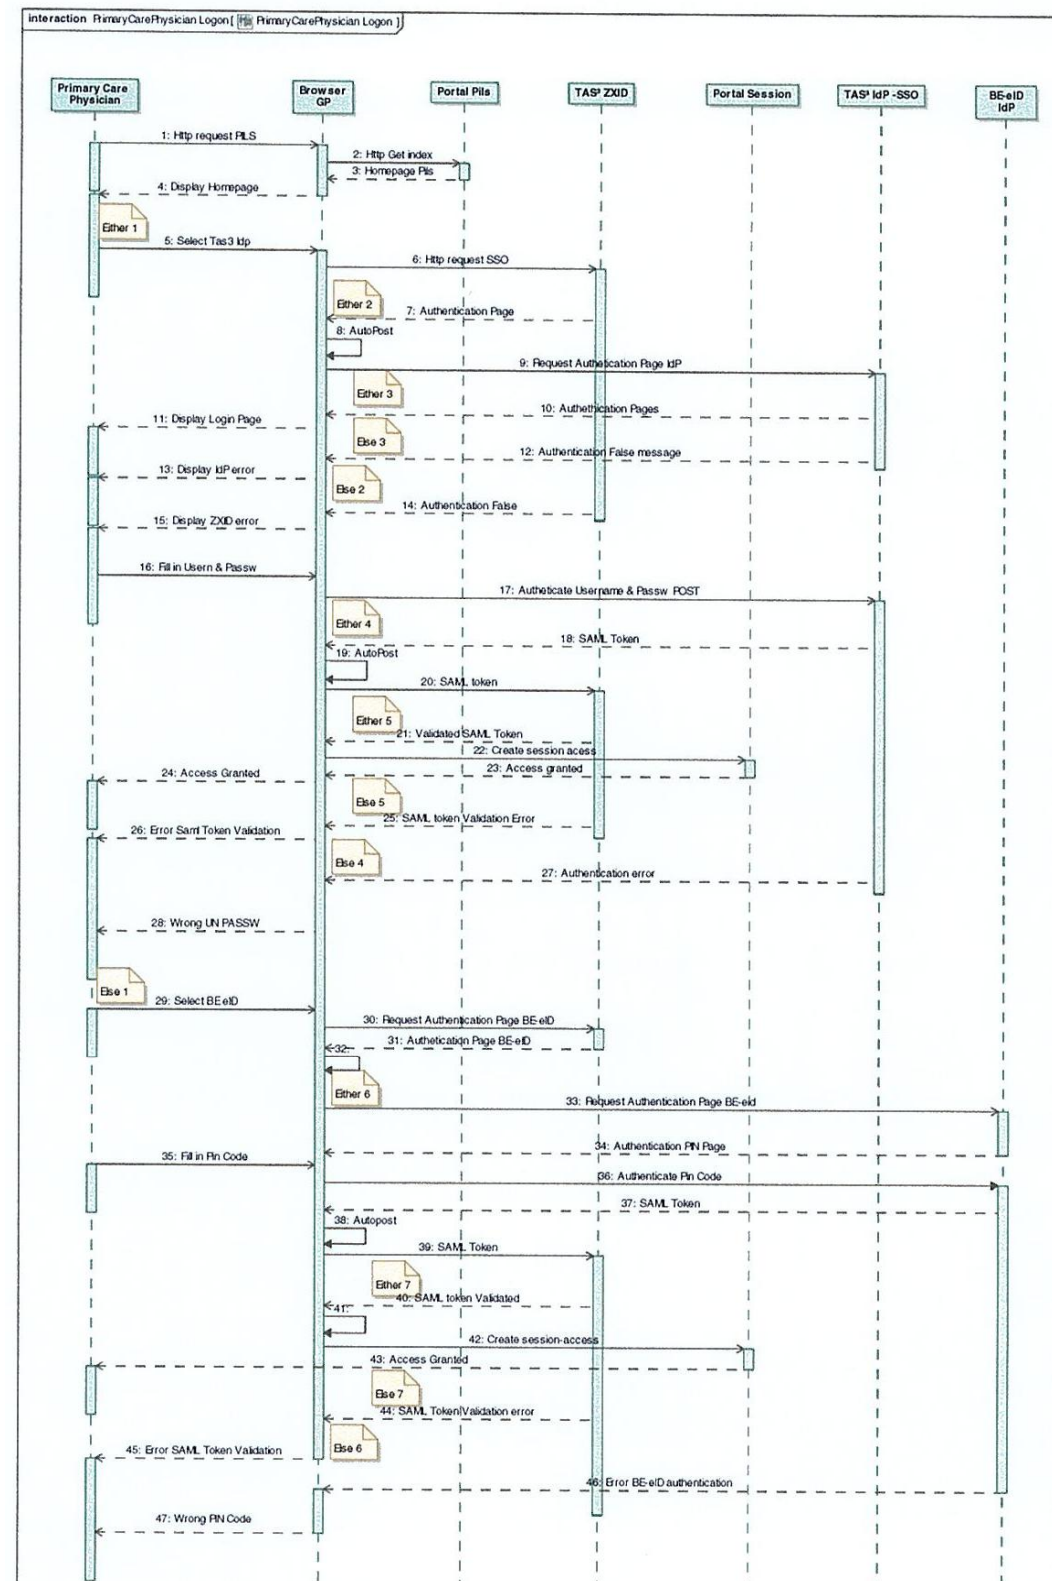 interaction PrimaryCarePhysician Logon [ PrimaryCarePhysician Logon ]
Primary Care
Physician
Browser
GP
Portal Pils
TAS³ ZXID
Portal Session
TAS³ IdP -SSO
BE-eID
IdP
1: Http request PILS
2: Http Get index
3: Homepage Pils
4: Display Homepage
Either 1
5: Select Tas3 Idp
6: Http request SSO
Either 2
7: Authentication Page
8: AutoPost
9: Request Authetication Page IdP
Either 3
10: Authethication Pages
11: Display Login Page
Else 3
12: Authentication False message
13: Display IdP error
Else 2
14: Authentication False
15: Display ZXID error
16: Fill in Usern & Passw
17: Autheticate Username & Passw POST
Either 4
18: SAML Token
19: AutoPost
20: SAML token
Either 5
21: Validated SAML Token
22: Create session acess
23: Access granted
24: Access Granted
Else 5
25: SAML token Validation Error
26: Error Saml Token Validation
Else 4
27: Authentication error
28: Wrong UN PASSW
Else 1
29: Select BE-eID
30: Request Authentication Page BE-eID
31: Authetication Page BE-eID
32:
Either 6
33: Request Authentication Page BE-eid
34: Authentication PIN Page
35: Fill in Pin Code
36: Authenticate Pin Code
37: SAML Token
38: Autopost
39: SAML Token
Either 7
40: SAML token Validated
41:
42: Create session-access
43: Access Granted
Else 7
44: SAML Token Validation error
Else 6
45: Error SAML Token Validation
46: Error BE-eID authentication
47: Wrong PIN Code